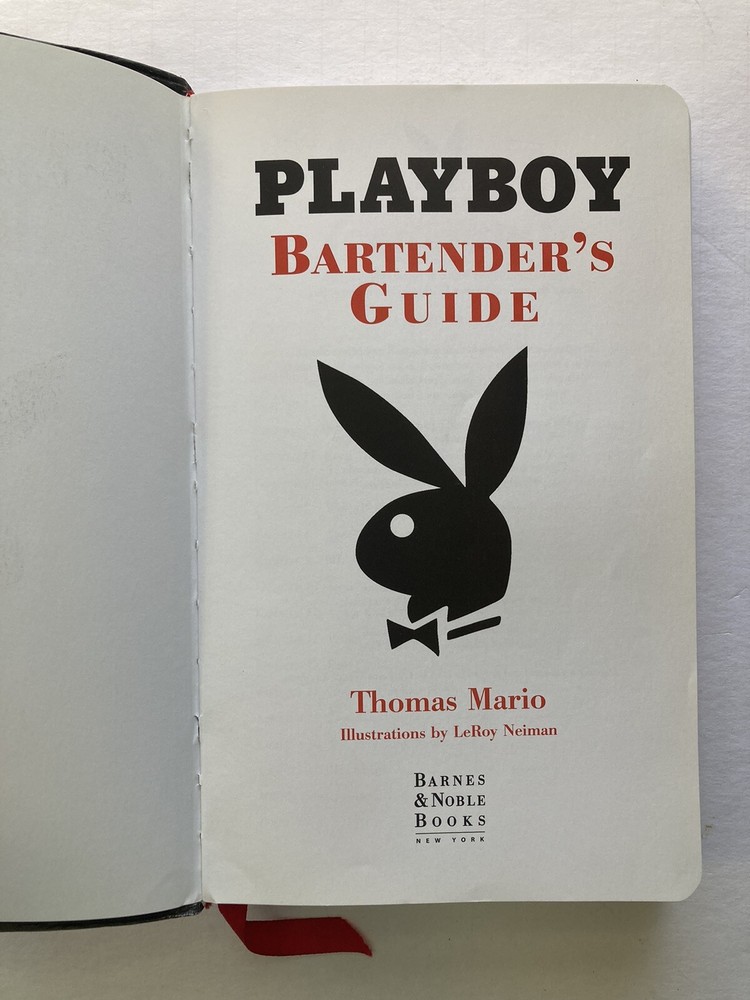 PLAYBOY
BARTENDER'S
GUIDE
Thomas Mario
Illustrations by LeRoy Neiman
BARNES
& NOBLE
BOOKS
NEW YORK